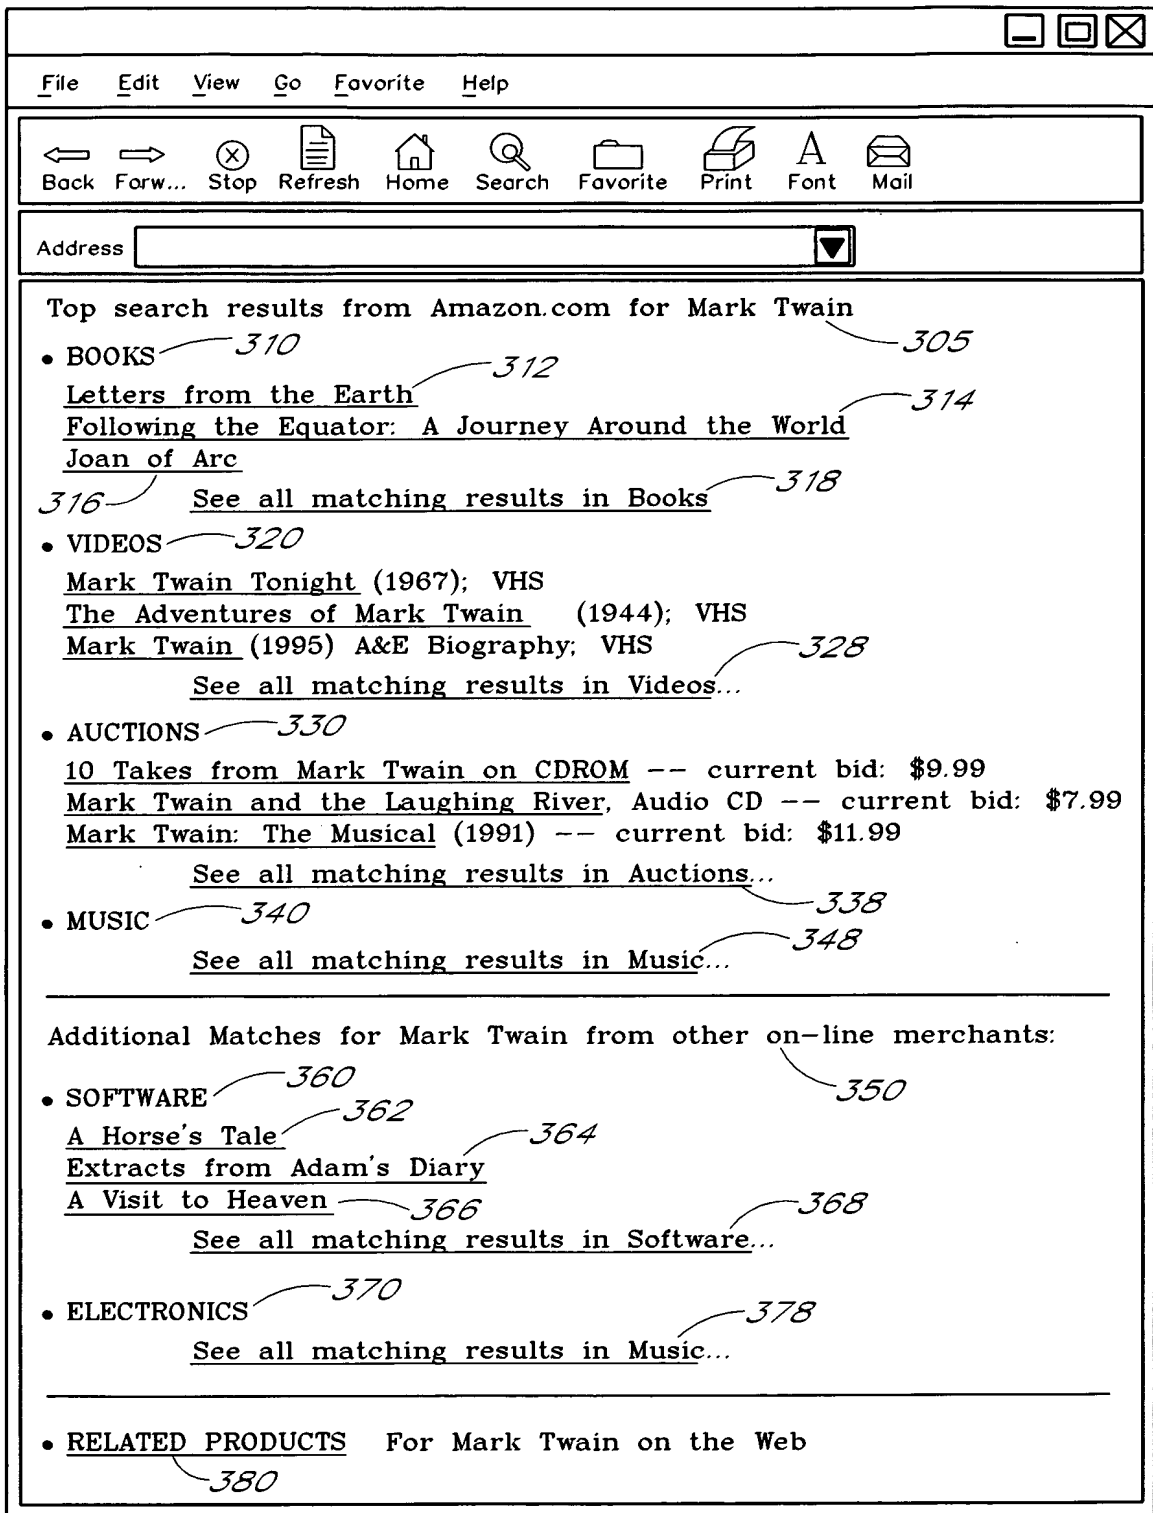 File Edit View Go Favorite Help
Back Forw... Stop Refresh Home Search Favorite Print Font Mail
Address
Top search results from Amazon.com for Mark Twain
305
• BOOKS 310
312
Letters from the Earth
314
Following the Equator: A Journey Around the World
Joan of Arc
316 See all matching results in Books 318
• VIDEOS 320
Mark Twain Tonight (1967); VHS
The Adventures of Mark Twain (1944); VHS
Mark Twain (1995) A&E Biography; VHS
328
See all matching results in Videos...
• AUCTIONS 330
10 Takes from Mark Twain on CDROM -- current bid: $9.99
Mark Twain and the Laughing River, Audio CD -- current bid: $7.99
Mark Twain: The Musical (1991) -- current bid: $11.99
See all matching results in Auctions...
338
• MUSIC 340
348
See all matching results in Music...
Additional Matches for Mark Twain from other on-line merchants:
350
360
• SOFTWARE
362
A Horse's Tale
364
Extracts from Adam's Diary
A Visit to Heaven 366
368
See all matching results in Software...
370
• ELECTRONICS
378
See all matching results in Music...
• RELATED PRODUCTS For Mark Twain on the Web
380